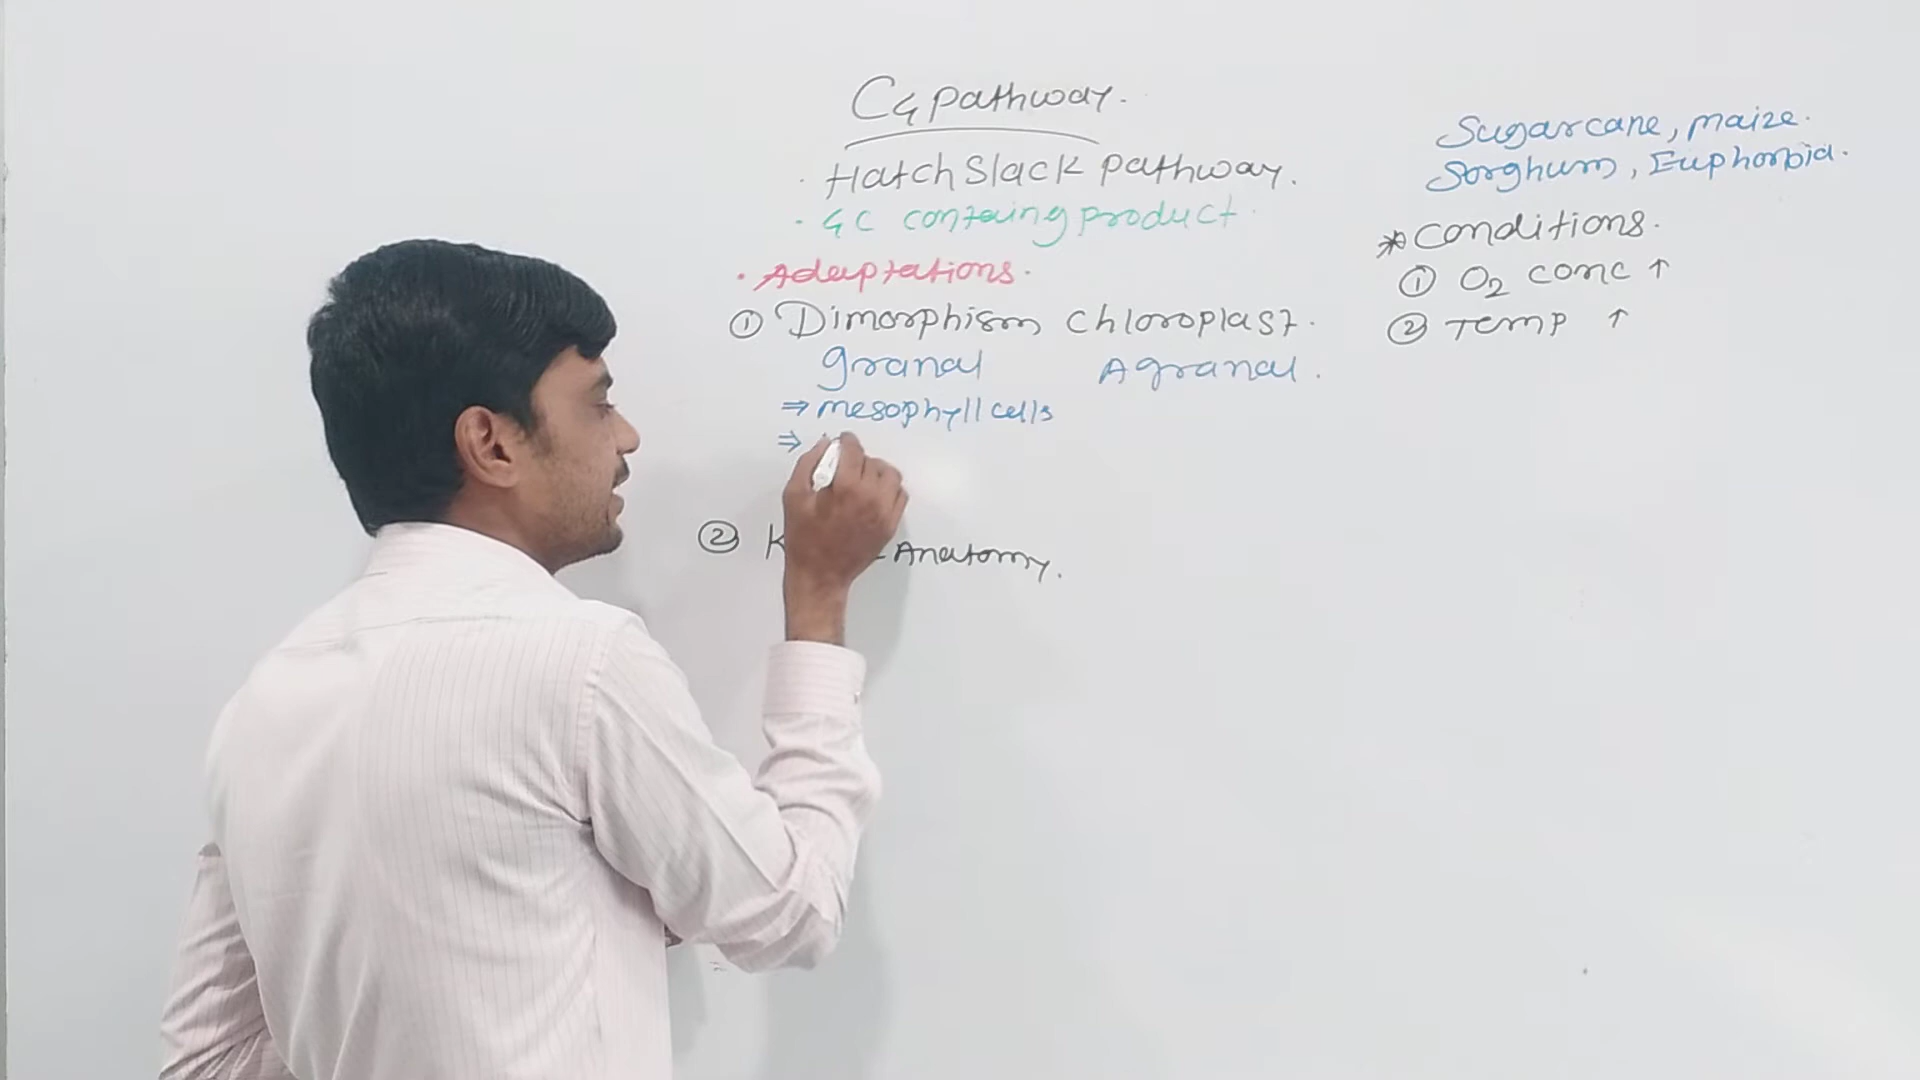 C4 pathway.
· Hatch Slack pathway.
· 4C containg product.
· Adaptations.
① Dimorphism Chloroplast.
granal Agranal.
⇒ mesophyll cells
⇒
② Anatomy.
Sugarcane, maize.
Sorghum, Euphorbia.
* Conditions.
① O2 conc ↑
② Temp ↑